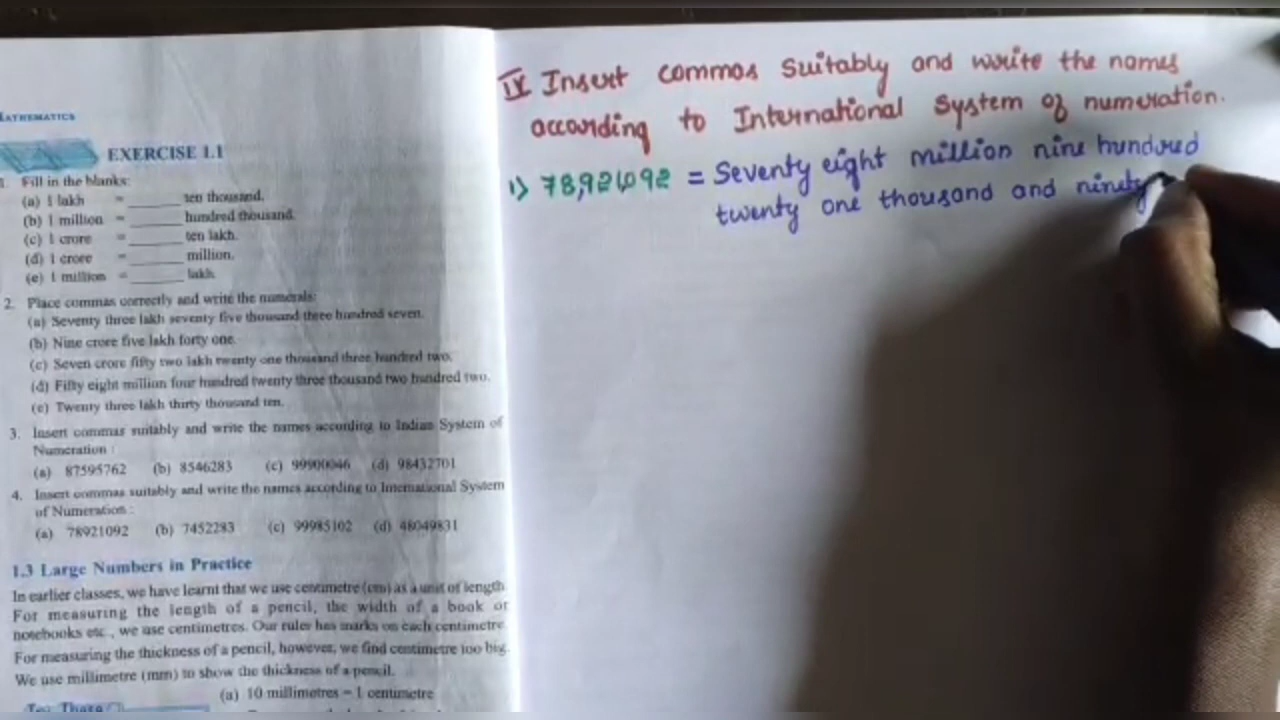 MATHEMATICS
EXERCISE 1.1
1. Fill in the blanks:
(a) 1 lakh = _______ ten thousand.
(b) 1 million = _______ hundred thousand.
(c) 1 crore = _______ ten lakh.
(d) 1 crore = _______ million.
(e) 1 million = _______ lakh.
2. Place commas correctly and write the numerals:
(a) Seventy three lakh seventy five thousand three hundred seven.
(b) Nine crore five lakh forty one.
(c) Seven crore fifty two lakh twenty one thousand three hundred two.
(d) Fifty eight million four hundred twenty three thousand two hundred two.
(e) Twenty three lakh thirty thousand ten.
3. Insert commas suitably and write the names according to Indian System of
Numeration :
(a) 87595762 (b) 8546283 (c) 99900046 (d) 98432701
4. Insert commas suitably and write the names according to International System
of Numeration :
(a) 78921092 (b) 7452283 (c) 99985102 (d) 48049831
1.3 Large Numbers in Practice
In earlier classes, we have learnt that we use centimetre (cm) as a unit of length.
For measuring the length of a pencil, the width of a book or
notebooks etc., we use centimetres. Our ruler has marks on each centimetre.
For measuring the thickness of a pencil, however, we find centimetre too big.
We use millimetre (mm) to show the thickness of a pencil.
(a) 10 millimetres = 1 centimetre
Try These
IV Insert commas suitably and write the names
according to International System of numeration.
1) 78,921,092 = Seventy eight million nine hundred
twenty one thousand and ninety